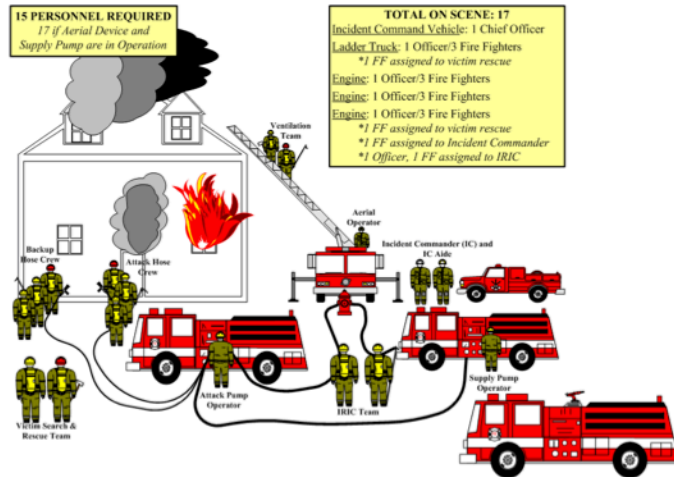 15 PERSONNEL REQUIRED
17 if Aerial Device and
Supply Pump are in Operation
TOTAL ON SCENE: 17
Incident Command Vehicle: 1 Chief Officer
Ladder Truck: 1 Officer/3 Fire Fighters
*1 FF assigned to victim rescue
Engine: 1 Officer/3 Fire Fighters
Engine: 1 Officer/3 Fire Fighters
Engine: 1 Officer/3 Fire Fighters
*1 FF assigned to victim rescue
*1 FF assigned to Incident Commander
*1 Officer, 1 FF assigned to IRIC
Ventilation
Team
Aerial
Operator
Incident Commander (IC) and
IC Aide
Backup
Hose Crew
Attack Hose
Crew
Attack Pump
Operator
IRIC Team
Supply Pump
Operator
Victim Search &
Rescue Team